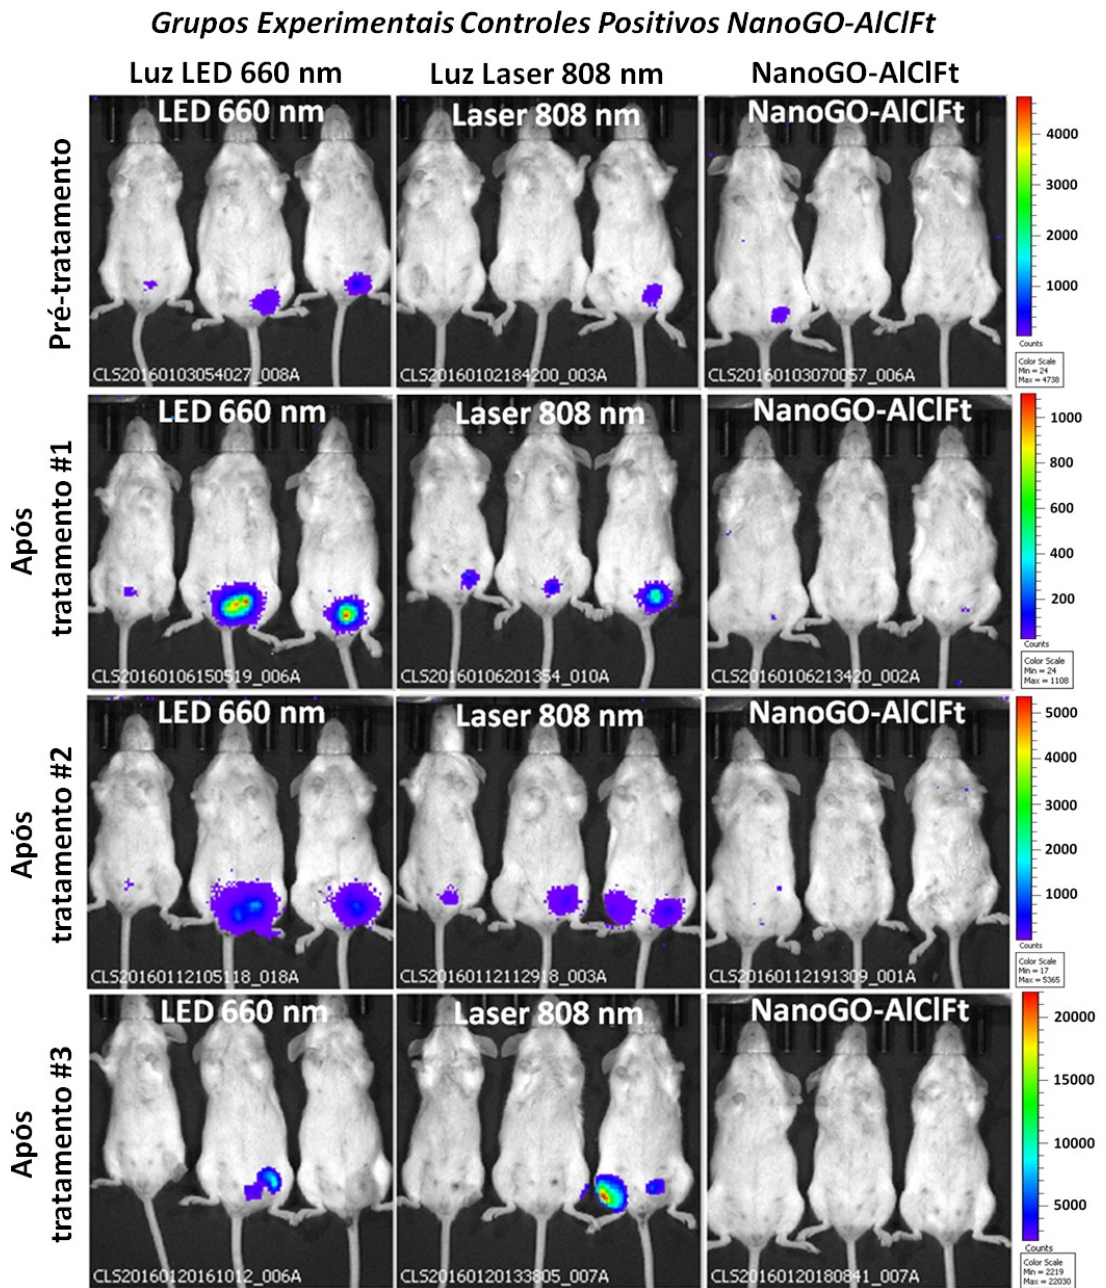 Grupos Experimentais Controles Positivos NanoGO-AlClFt
Luz LED 660 nm
Luz Laser 808 nm
NanoGO-AlClFt
Pré-tratamento
LED 660 nm
Laser 808 nm
NanoGO-AlClFt
CLS20160103054027_008A
CLS20160102184200_003A
CLS20160103070057_006A
4000
3000
2000
1000
Counts
Color Scale
Min = 24
Max = 4738
Após
tratamento #1
LED 660 nm
Laser 808 nm
NanoGO-AlClFt
CLS20160106150519_006A
CLS20160106201354_010A
CLS20160106213420_002A
1000
800
600
400
200
Counts
Color Scale
Min = 24
Max = 1108
Após
tratamento #2
LED 660 nm
Laser 808 nm
NanoGO-AlClFt
CLS20160112105118_018A
CLS20160112112918_003A
CLS20160112191309_001A
5000
4000
3000
2000
1000
Counts
Color Scale
Min = 17
Max = 5365
Após
tratamento #3
LED 660 nm
Laser 808 nm
NanoGO-AlClFt
CLS20160120161012_006A
CLS20160120133805_007A
CLS20160120180841_007A
20000
15000
10000
5000
Counts
Color Scale
Min = 2219
Max = 22030